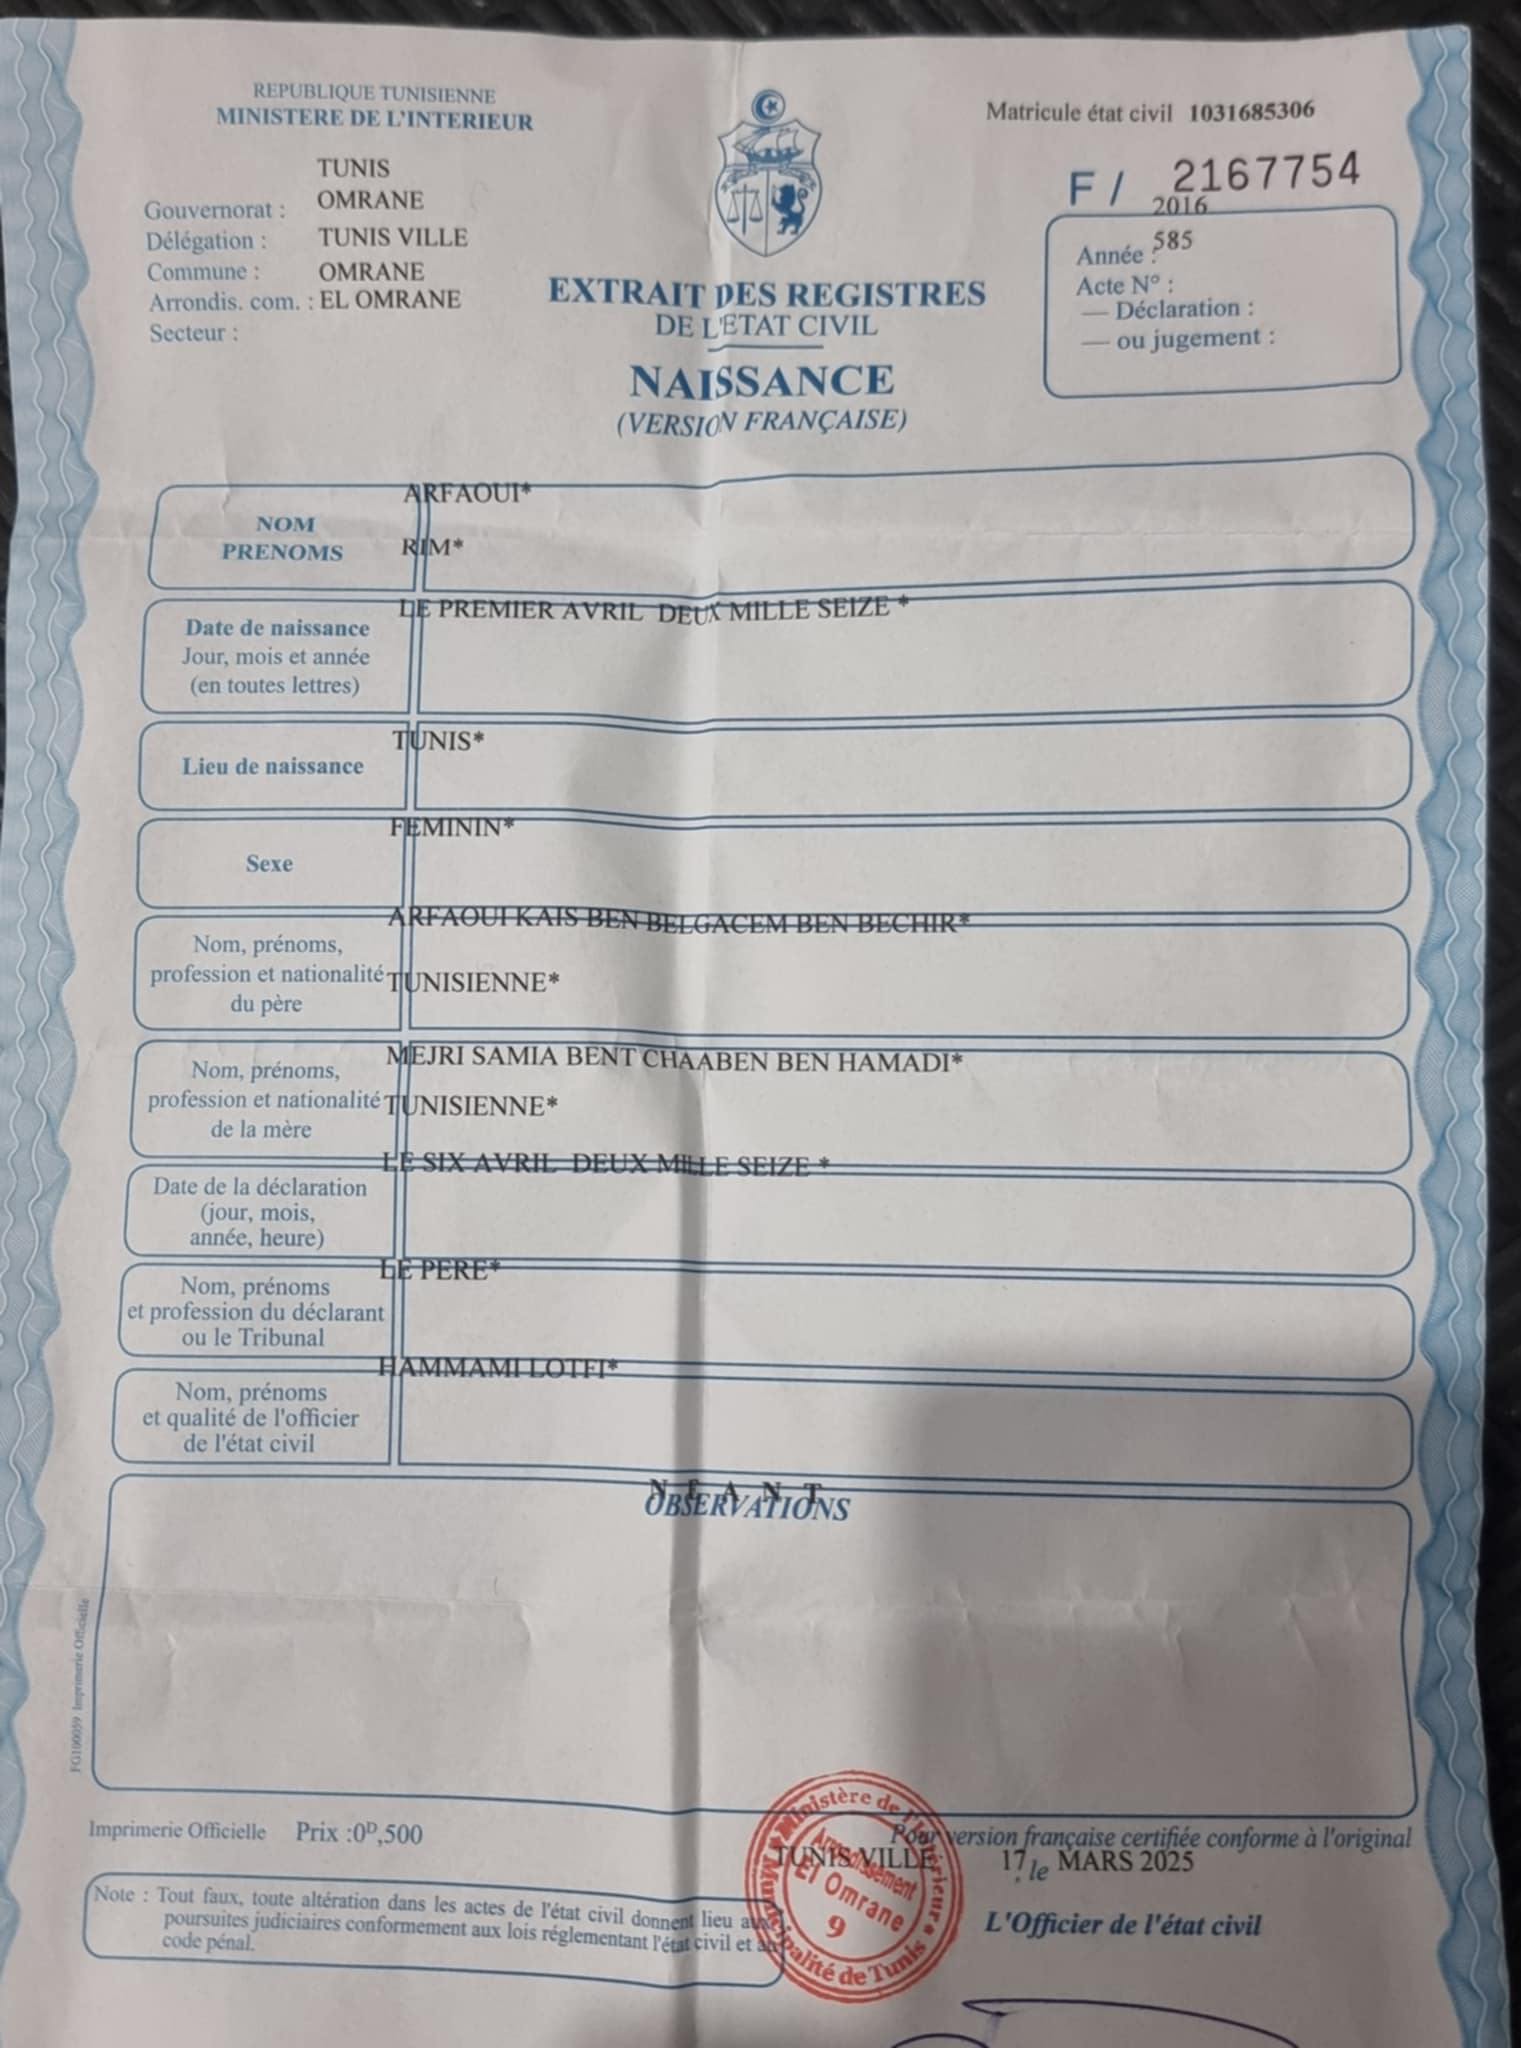 REPUBLIQUE TUNISIENNE
MINISTERE DE L'INTERIEUR
Matricule état civil 1031685306
F / 2167754
TUNIS
Gouvernorat : OMRANE
Délégation : TUNIS VILLE
Commune : OMRANE
Arrondis. com. : EL OMRANE
Secteur :
2016
Année : 585
Acte N° :
— Déclaration :
— ou jugement :
EXTRAIT DES REGISTRES
DE L'ETAT CIVIL
NAISSANCE
(VERSION FRANÇAISE)
ARFAOUI*
NOM
PRENOMS
RIM*
LE PREMIER AVRIL DEUX MILLE SEIZE *
Date de naissance
Jour, mois et année
(en toutes lettres)
TUNIS*
Lieu de naissance
FEMININ*
Sexe
ARFAOUI KAIS BEN BELGACEM BEN BECHIR*
Nom, prénoms,
profession et nationalité TUNISIENNE*
du père
MEJRI SAMIA BENT CHAABEN BEN HAMADI*
Nom, prénoms,
profession et nationalité TUNISIENNE*
de la mère
LE SIX AVRIL DEUX MILLE SEIZE *
Date de la déclaration
(jour, mois,
année, heure)
LE PERE*
Nom, prénoms
et profession du déclarant
ou le Tribunal
HAMMAMI LOTFI*
Nom, prénoms
et qualité de l'officier
de l'état civil
N E A N T
OBSERVATIONS
FG100059 Imprimerie Officielle
Imprimerie Officielle Prix :0D,500
Pour version française certifiée conforme à l'original
TUNIS VILLE 17 le MARS 2025
L'Officier de l'état civil
Note : Tout faux, toute altération dans les actes de l'état civil donnent lieu aux
poursuites judiciaires conformement aux lois réglementant l'état civil et au
code pénal.
Ministère de l'Intérieur
Municipalité de Tunis
Arrondissement
El Omrane
9